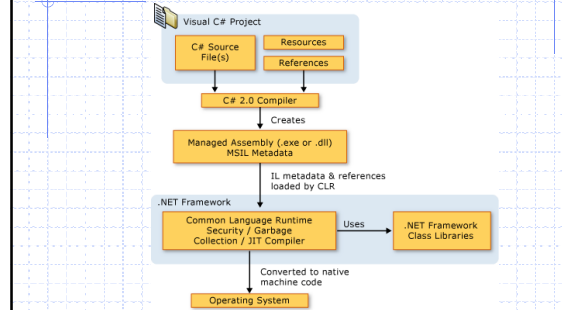 Visual C# Project
C# Source
File(s)
Resources
References
C# 2.0 Compiler
Creates
Managed Assembly (.exe or .dll)
MSIL Metadata
IL metadata & references
loaded by CLR
.NET Framework
Common Language Runtime
Security / Garbage
Collection / JIT Compiler
Uses
.NET Framework
Class Libraries
Converted to native
machine code
Operating System